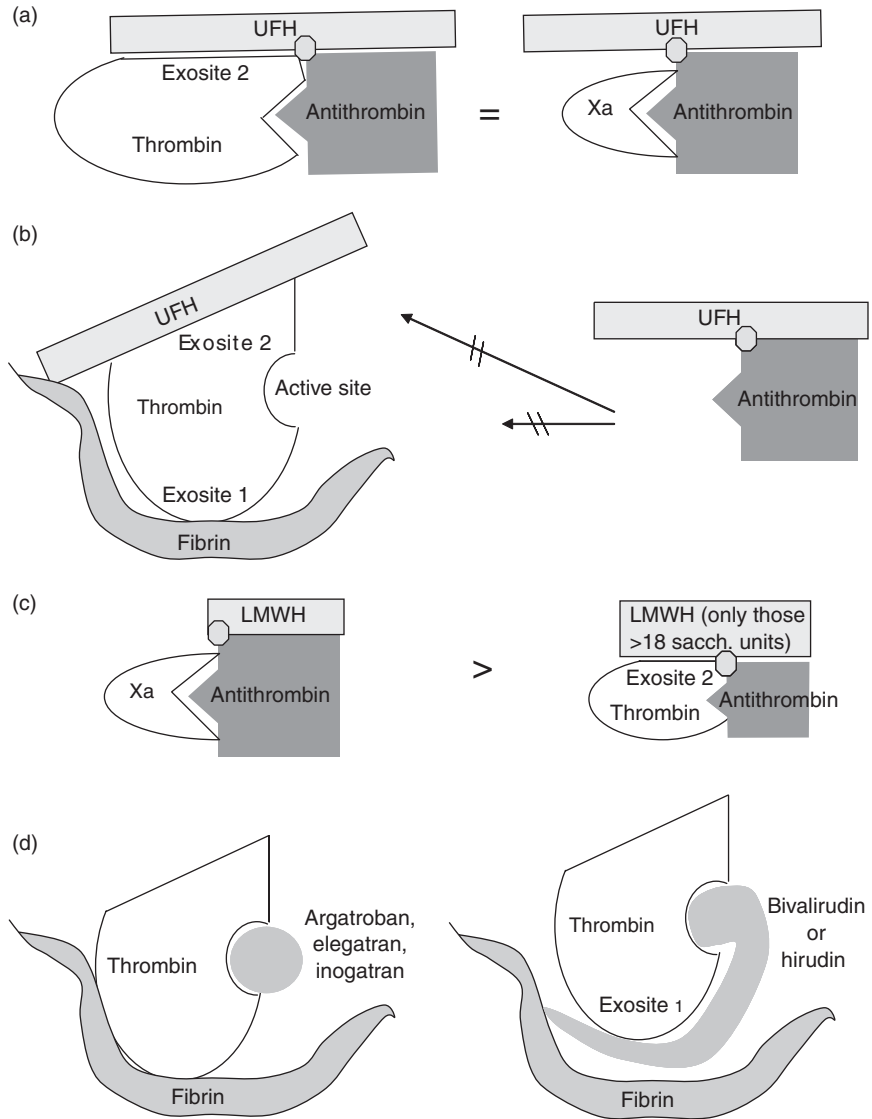 (a)
UFH
Exosite 2
Thrombin
Antithrombin
=
UFH
Xa
Antithrombin
(b)
UFH
Exosite 2
Active site
Thrombin
Exosite 1
Fibrin
UFH
Antithrombin
(c)
LMWH
Xa
Antithrombin
>
LMWH (only those
>18 sacch. units)
Exosite 2
Thrombin
Antithrombin
(d)
Thrombin
Argatroban,
elegatran,
inogatran
Fibrin
Thrombin
Exosite 1
Bivalirudin
or
hirudin
Fibrin